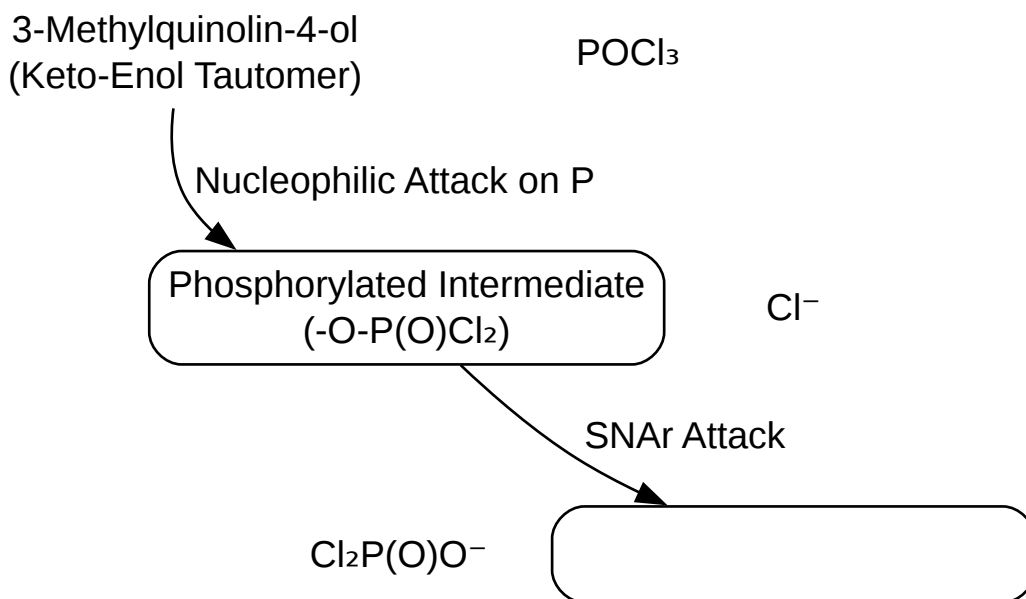 3-Methylquinolin-4-ol
(Keto-Enol Tautomer)
POCl₃
Nucleophilic Attack on P
Phosphorylated Intermediate
(-O-P(O)Cl₂)
Cl⁻
SNAr Attack
Cl₂P(O)O⁻